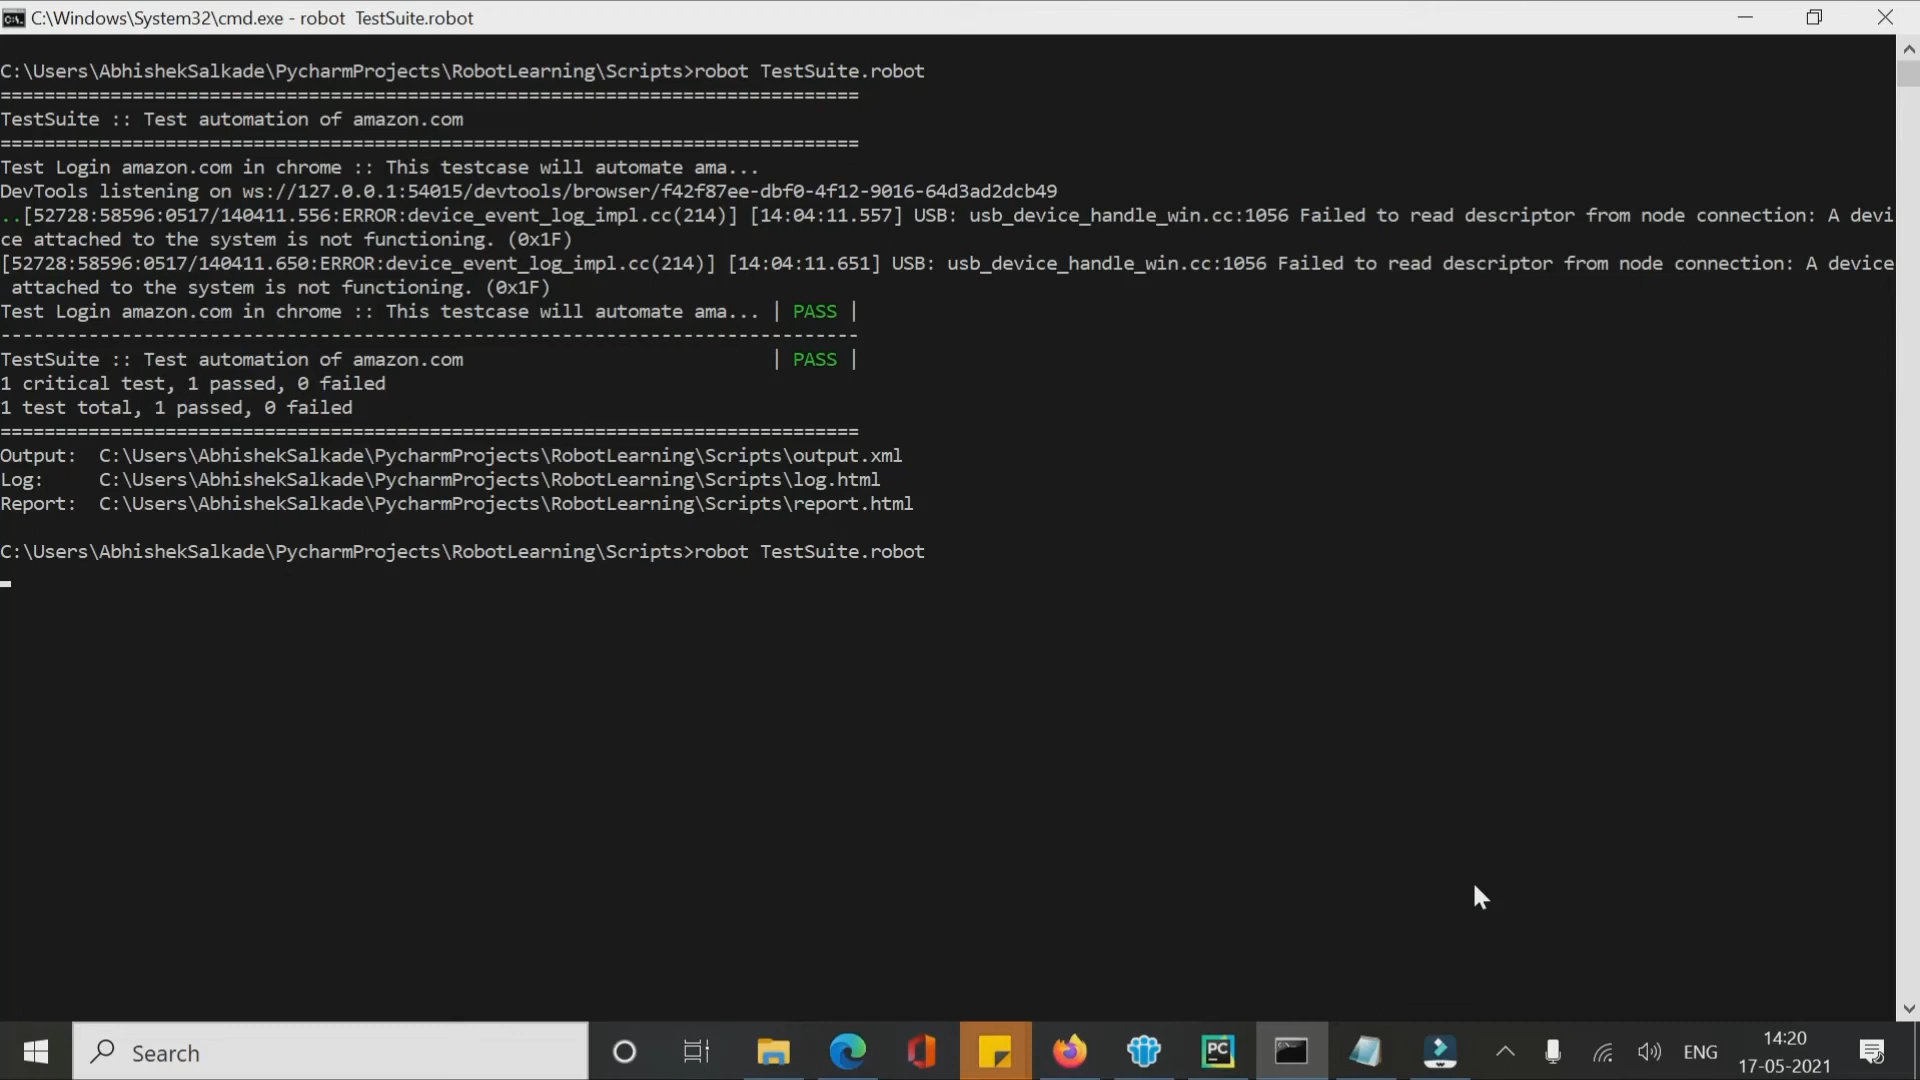 C:\Windows\System32\cmd.exe - robot  TestSuite.robot
C:\Users\AbhishekSalkade\PycharmProjects\RobotLearning\Scripts>robot TestSuite.robot
==============================================================================
TestSuite :: Test automation of amazon.com
==============================================================================
Test Login amazon.com in chrome :: This testcase will automate ama...
DevTools listening on ws://127.0.0.1:54015/devtools/browser/f42f87ee-dbf0-4f12-9016-64d3ad2dcb49
..[52728:58596:0517/140411.556:ERROR:device_event_log_impl.cc(214)] [14:04:11.557] USB: usb_device_handle_win.cc:1056 Failed to read descriptor from node connection: A devi
ce attached to the system is not functioning. (0x1F)
[52728:58596:0517/140411.650:ERROR:device_event_log_impl.cc(214)] [14:04:11.651] USB: usb_device_handle_win.cc:1056 Failed to read descriptor from node connection: A device
 attached to the system is not functioning. (0x1F)
Test Login amazon.com in chrome :: This testcase will automate ama... | PASS |
------------------------------------------------------------------------------
TestSuite :: Test automation of amazon.com                            | PASS |
1 critical test, 1 passed, 0 failed
1 test total, 1 passed, 0 failed
==============================================================================
Output:  C:\Users\AbhishekSalkade\PycharmProjects\RobotLearning\Scripts\output.xml
Log:     C:\Users\AbhishekSalkade\PycharmProjects\RobotLearning\Scripts\log.html
Report:  C:\Users\AbhishekSalkade\PycharmProjects\RobotLearning\Scripts\report.html
C:\Users\AbhishekSalkade\PycharmProjects\RobotLearning\Scripts>robot TestSuite.robot
Search
PC
ENG
14:20
17-05-2021